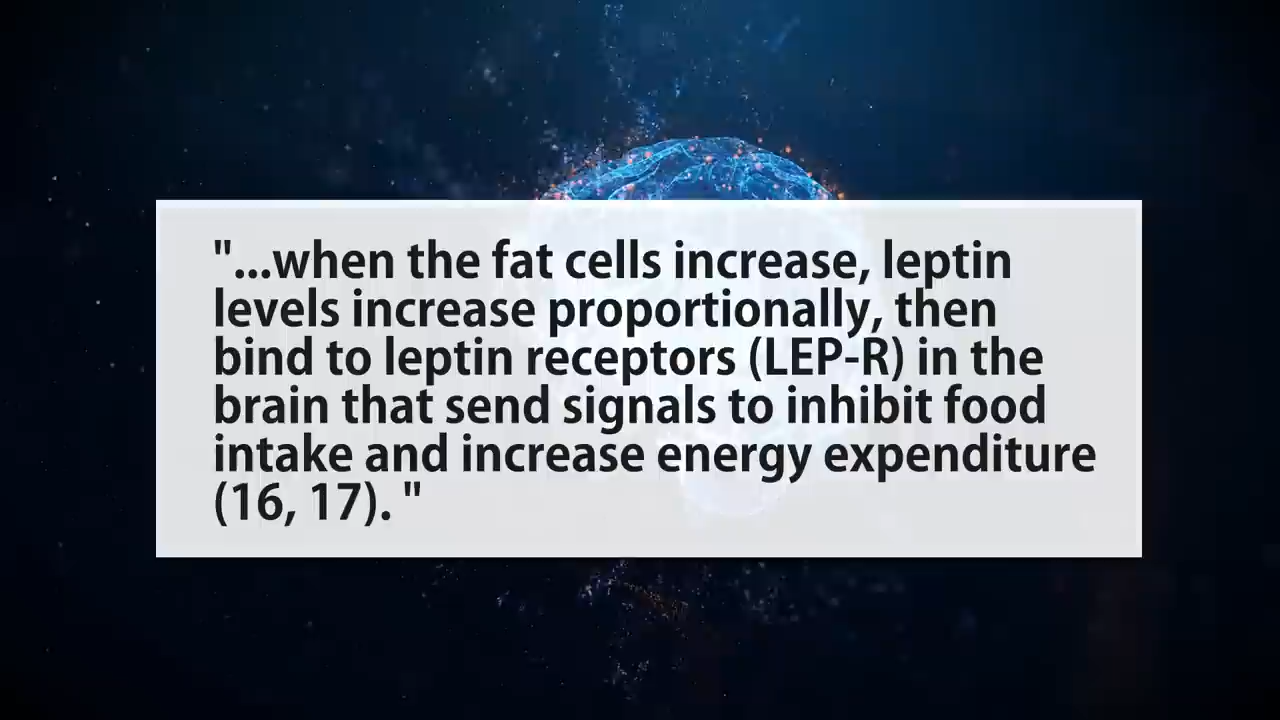 "...when the fat cells increase, leptin
levels increase proportionally, then
bind to leptin receptors (LEP-R) in the
brain that send signals to inhibit food
intake and increase energy expenditure
(16, 17). "